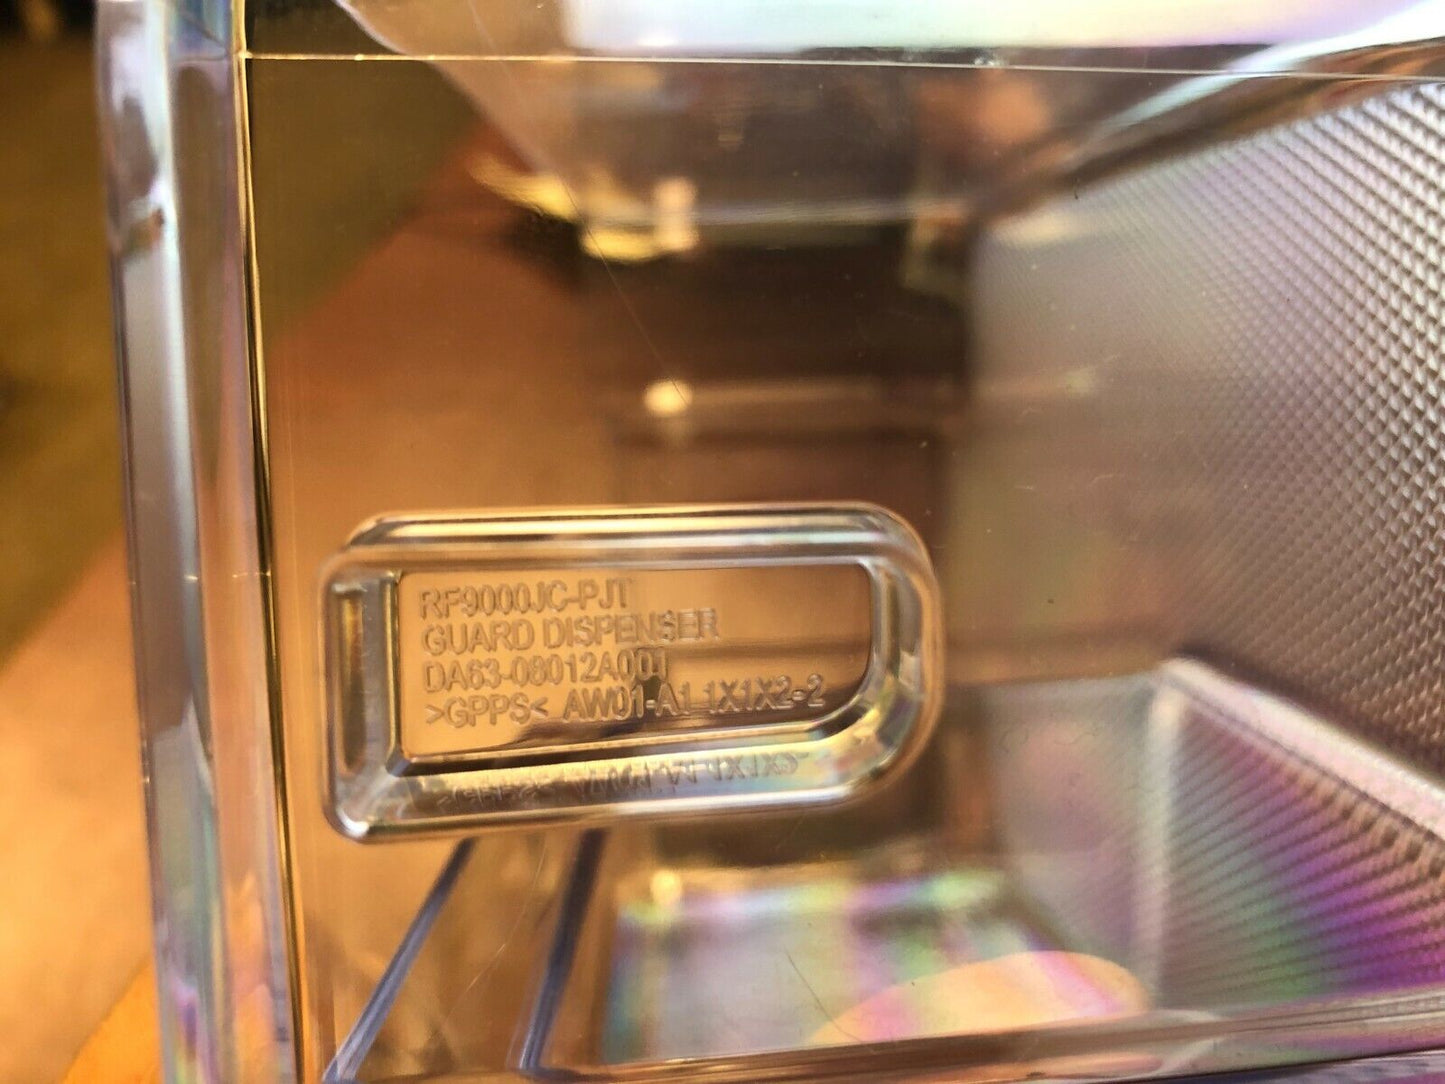 RF9000JC-PJT
GUARD DISPENSER
DA63-08012A001
>GPPS< AW01-A1 1X1X2-2